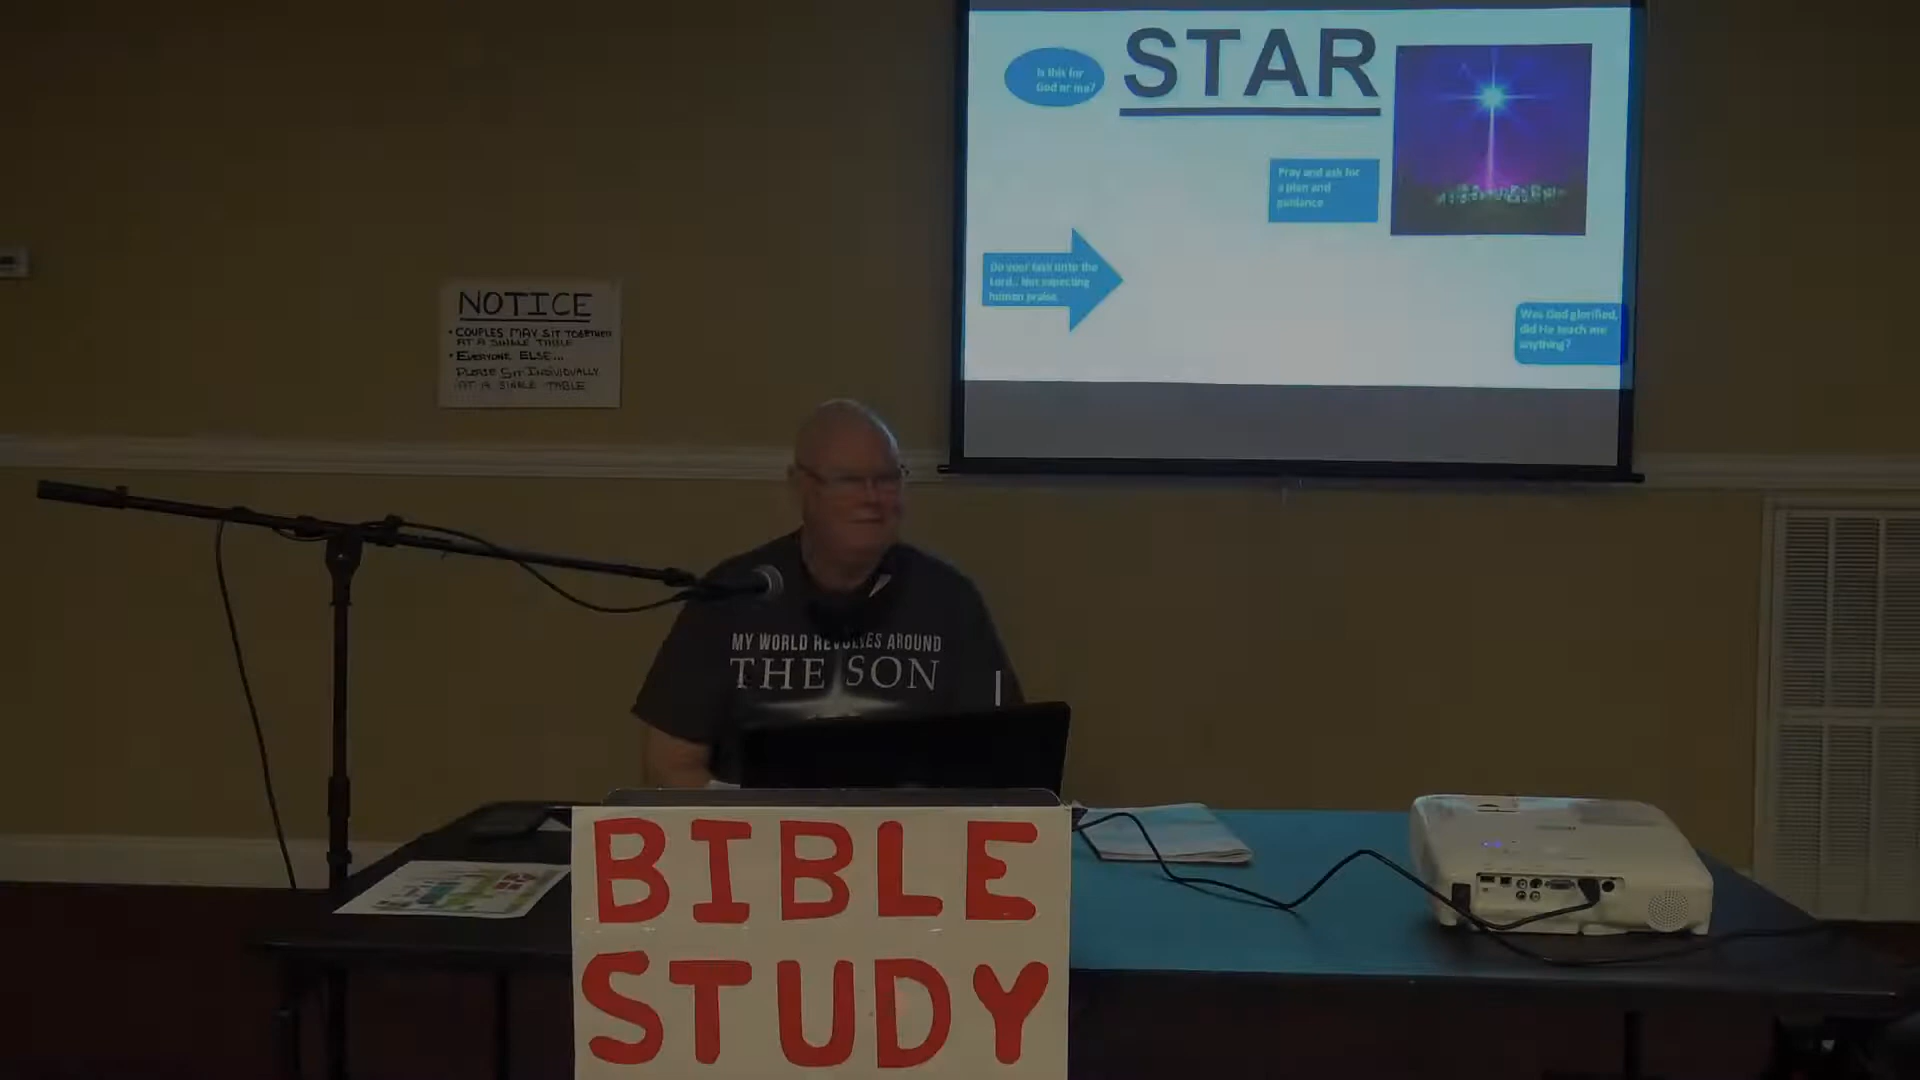 STAR
Is this for
God or me?
Pray and ask for
a plan and
guidance
Do your task unto the
Lord.. Not expecting
human praise.
Was God glorified,
did He teach me
anything?
NOTICE
• COUPLES MAY SIT TOGETHER
AT A SINGLE TABLE
• EVERYONE ELSE...
PLEASE SIT INDIVIDUALLY
AT A SINGLE TABLE
MY WORLD REVOLVES AROUND
THE SON
BIBLE
STUDY